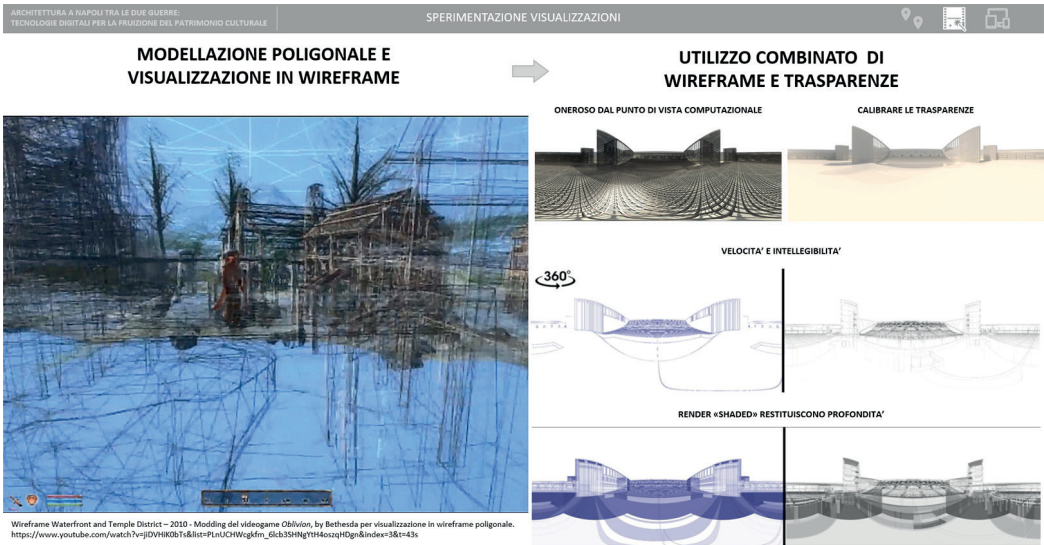 ARCHITETTURA A NAPOLI TRA LE DUE GUERRE:
TECNOLOGIE DIGITALI PER LA FRUIZIONE DEL PATRIMONIO CULTURALE
SPERIMENTAZIONE VISUALIZZAZIONI
MODELLAZIONE POLIGONALE E
VISUALIZZAZIONE IN WIREFRAME
UTILIZZO COMBINATO DI
WIREFRAME E TRASPARENZE
ONEROSO DAL PUNTO DI VISTA COMPUTAZIONALE
CALIBRARE LE TRASPARENZE
VELOCITA' E INTELLEGIBILITA'
360°
RENDER «SHADED» RESTITUISCONO PROFONDITA'
Wireframe Waterfront and Temple District – 2010 - Modding del videogame Oblivion, by Bethesda per visualizzazione in wireframe poligonale.
https://www.youtube.com/watch?v=jiDVHiK0bTs&list=PLnUCHWcgkfm_6lcb3SHNgYtH4oszqHDgn&index=3&t=43s